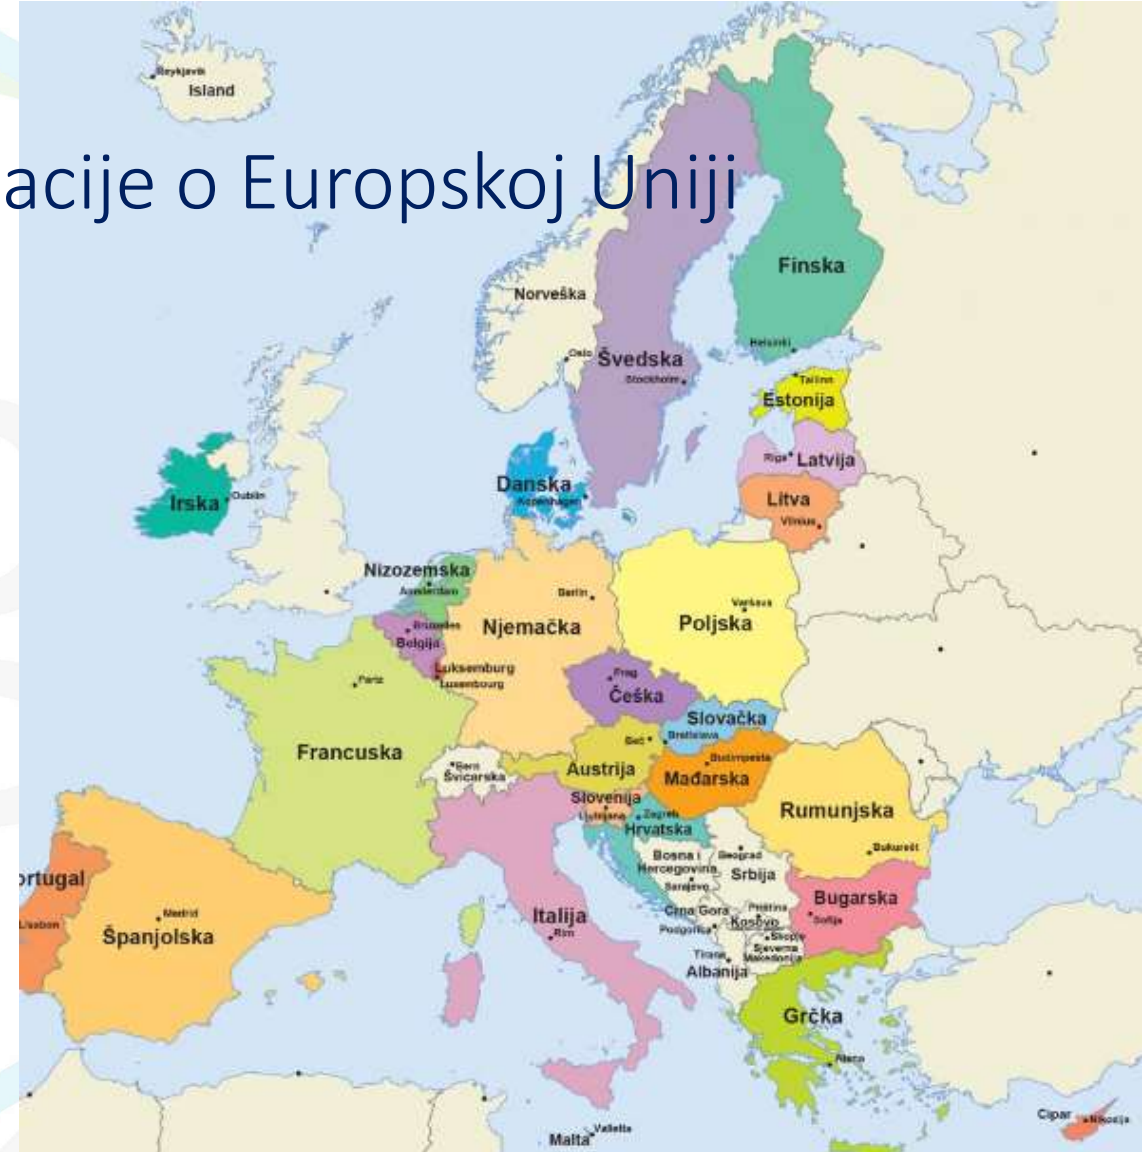 Reykjavik
Island
acije o Europskoj Uniji
Finska
Norveška
Helsinki
Oslo
Švedska
Stockholm
Tallinn
Estonija
Riga
Latvija
Danska
Kopenhagen
Litva
Vilnius
Irska
Dublin
Nizozemska
Amsterdam
Berlin
Varšava
Poljska
Njemačka
Bruxelles
Belgija
Luksemburg
Luxembourg
Pariz
Prag
Češka
Slovačka
Bratislava
Beč
Francuska
Bern
Švicarska
Austrija
Budimpešta
Mađarska
Slovenija
Ljubljana
Zagreb
Hrvatska
Rumunjska
Bukurešt
Bosna i
Hercegovina
Sarajevo
Beograd
Srbija
ortugal
Lisabon
Madrid
Španjolska
Italija
Rim
Crna Gora
Podgorica
Priština
Kosovo
Bugarska
Sofija
Skopje
Sjeverna
Makedonija
Tirana
Albanija
Grčka
Atena
Malta
Valletta
Cipar
Nikozija